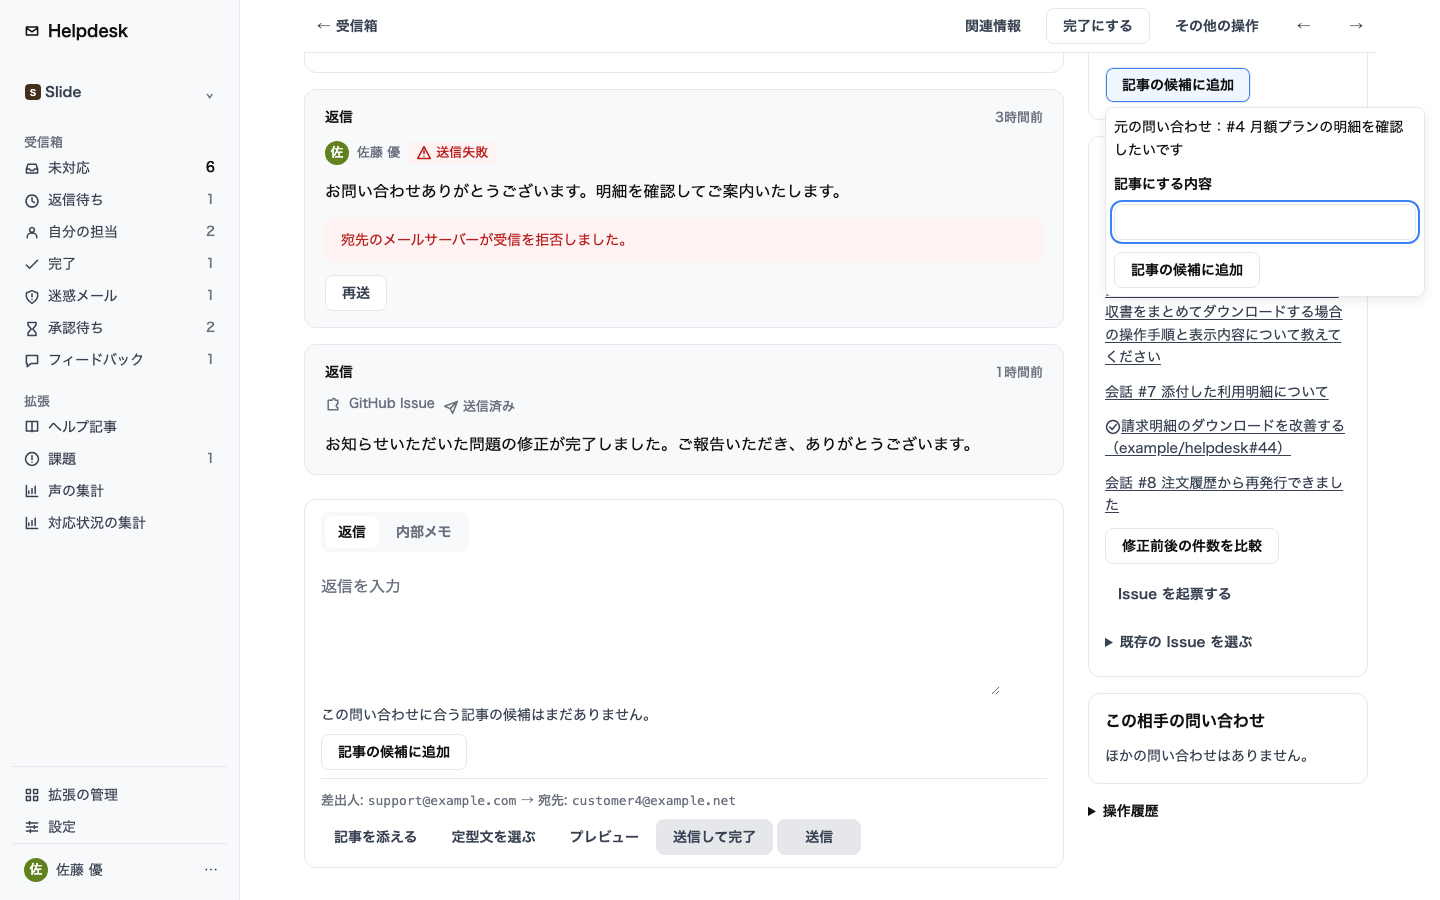 Helpdesk
S Slide
受信箱
未対応 6
返信待ち 1
自分の担当 2
完了 1
迷惑メール 1
承認待ち 2
フィードバック 1
拡張
ヘルプ記事
課題 1
声の集計
対応状況の集計
拡張の管理
設定
佐 佐藤 優 …
← 受信箱
関連情報 完了にする その他の操作 ← →
返信 3時間前
佐 佐藤 優 送信失敗
お問い合わせありがとうございます。明細を確認してご案内いたします。
宛先のメールサーバーが受信を拒否しました。
再送
返信 1時間前
GitHub Issue 送信済み
お知らせいただいた問題の修正が完了しました。ご報告いただき、ありがとうございます。
返信 内部メモ
返信を入力
この問い合わせに合う記事の候補はまだありません。
記事の候補に追加
差出人: support@example.com → 宛先: customer4@example.net
記事を添える 定型文を選ぶ プレビュー 送信して完了 送信
記事の候補に追加
元の問い合わせ：#4 月額プランの明細を確認
したいです
記事にする内容
記事の候補に追加
収書をまとめてダウンロードする場合
の操作手順と表示内容について教えて
ください
会話 #7 添付した利用明細について
請求明細のダウンロードを改善する
（example/helpdesk#44）
会話 #8 注文履歴から再発行できまし
た
修正前後の件数を比較
Issue を起票する
▶ 既存の Issue を選ぶ
この相手の問い合わせ
ほかの問い合わせはありません。
▶ 操作履歴